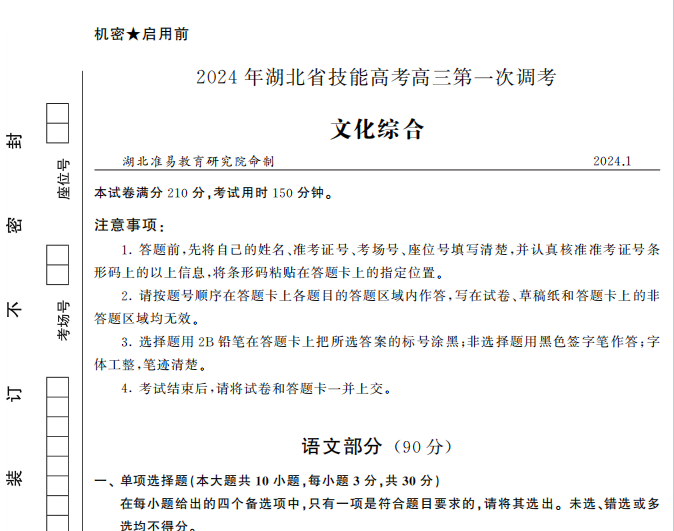 机密★启用前
2024 年湖北省技能高考高三第一次调考
文化综合
湖北准易教育研究院命制 2024.1
本试卷满分 210 分,考试用时 150 分钟。
注意事项:
1. 答题前,先将自己的姓名、准考证号、考场号、座位号填写清楚,并认真核准准考证号条
形码上的以上信息,将条形码粘贴在答题卡上的指定位置。
2. 请按题号顺序在答题卡上各题目的答题区域内作答,写在试卷、草稿纸和答题卡上的非
答题区域均无效。
3. 选择题用 2B 铅笔在答题卡上把所选答案的标号涂黑;非选择题用黑色签字笔作答;字
体工整,笔迹清楚。
4. 考试结束后,请将试卷和答题卡一并上交。
语文部分(90 分)
一、单项选择题(本大题共 10 小题,每小题 3 分,共 30 分)
在每小题给出的四个备选项中,只有一项是符合题目要求的,请将其选出。未选、错选或多
选均不得分。
座位号
考场号
封
密
不
订
装